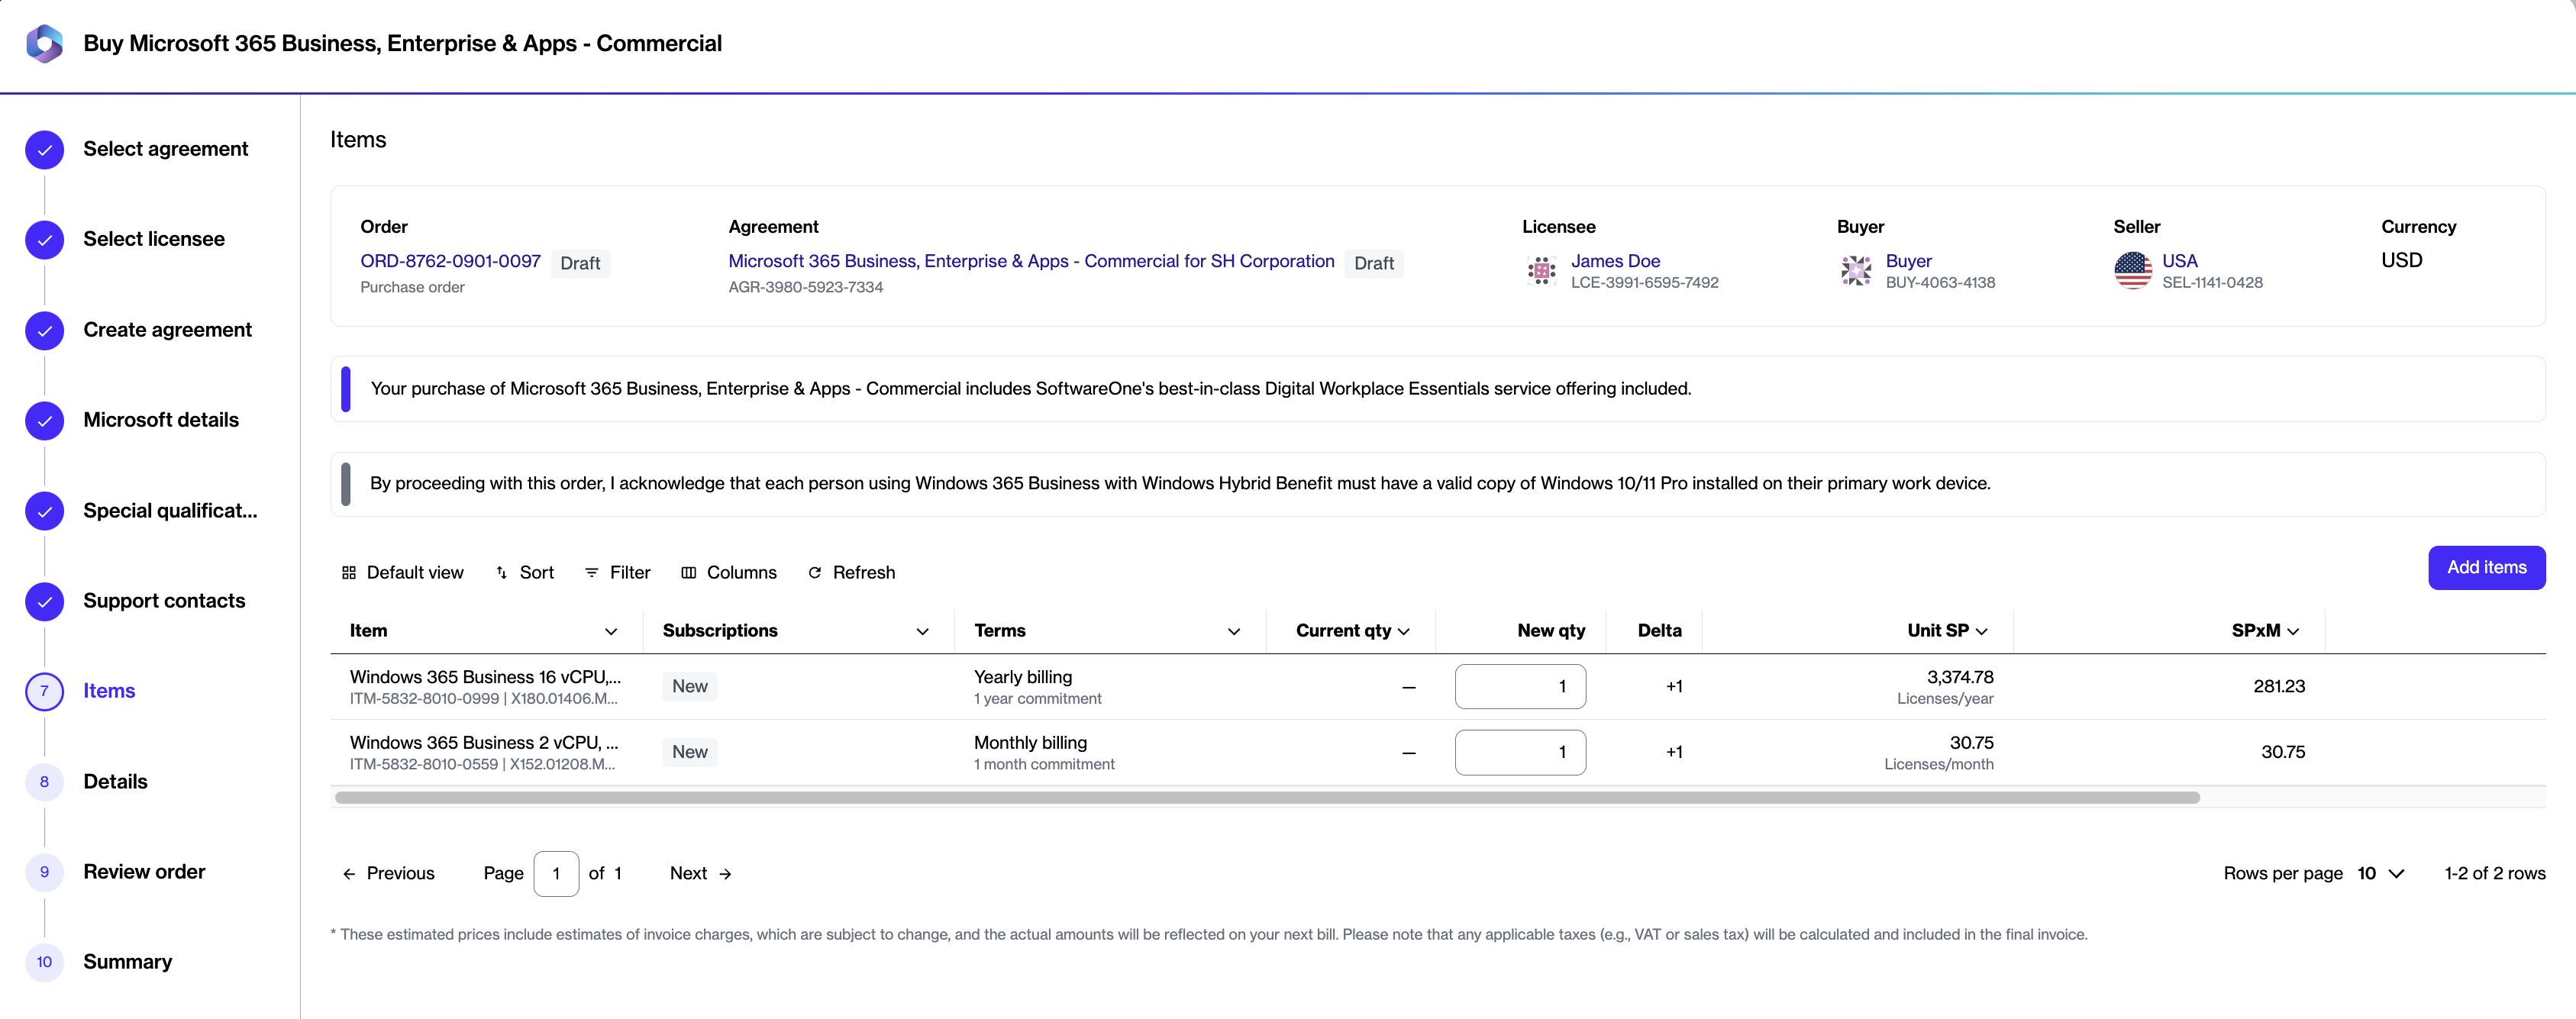 Buy Microsoft 365 Business, Enterprise & Apps - Commercial
Select agreement
Select licensee
Create agreement
Microsoft details
Special qualificat...
Support contacts
7 Items
8 Details
9 Review order
10 Summary
Items
Order
ORD-8762-0901-0097 Draft
Purchase order
Agreement
Microsoft 365 Business, Enterprise & Apps - Commercial for SH Corporation Draft
AGR-3980-5923-7334
Licensee
James Doe
LCE-3991-6595-7492
Buyer
Buyer
BUY-4063-4138
Seller
USA
SEL-1141-0428
Currency
USD
Your purchase of Microsoft 365 Business, Enterprise & Apps - Commercial includes SoftwareOne's best-in-class Digital Workplace Essentials service offering included.
By proceeding with this order, I acknowledge that each person using Windows 365 Business with Windows Hybrid Benefit must have a valid copy of Windows 10/11 Pro installed on their primary work device.
Default view Sort Filter Columns Refresh Add items
Item Subscriptions Terms Current qty New qty Delta Unit SP SPxM
Windows 365 Business 16 vCPU,... New Yearly billing — 1 +1 3,374.78 281.23
ITM-5832-8010-0999 | X180.01406.M... 1 year commitment Licenses/year
Windows 365 Business 2 vCPU, ... New Monthly billing — 1 +1 30.75 30.75
ITM-5832-8010-0559 | X152.01208.M... 1 month commitment Licenses/month
Previous Page 1 of 1 Next Rows per page 10 1-2 of 2 rows
* These estimated prices include estimates of invoice charges, which are subject to change, and the actual amounts will be reflected on your next bill. Please note that any applicable taxes (e.g., VAT or sales tax) will be calculated and included in the final invoice.